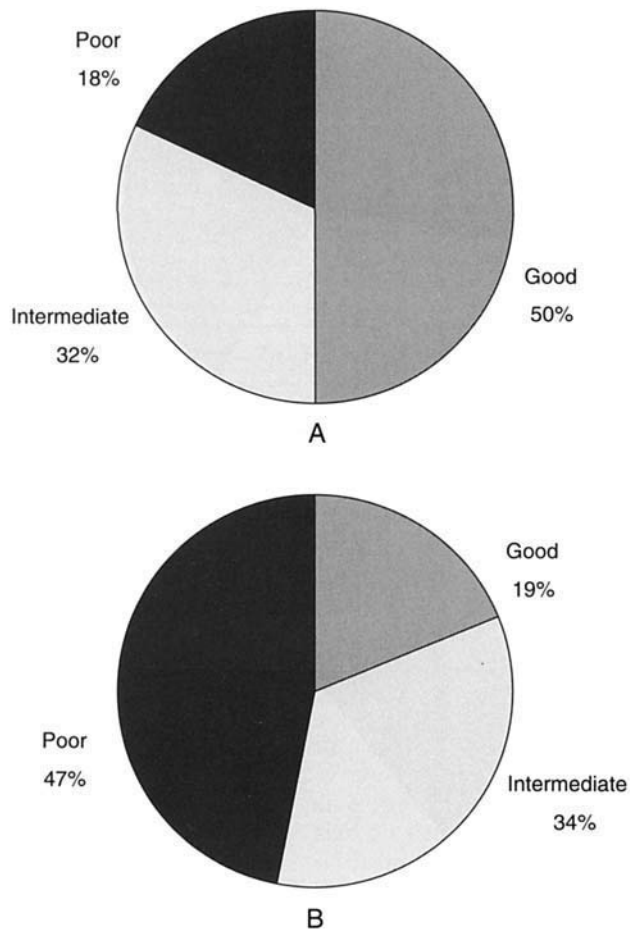 Poor
18%
Good
50%
Intermediate
32%
A
Good
19%
Poor
47%
Intermediate
34%
B